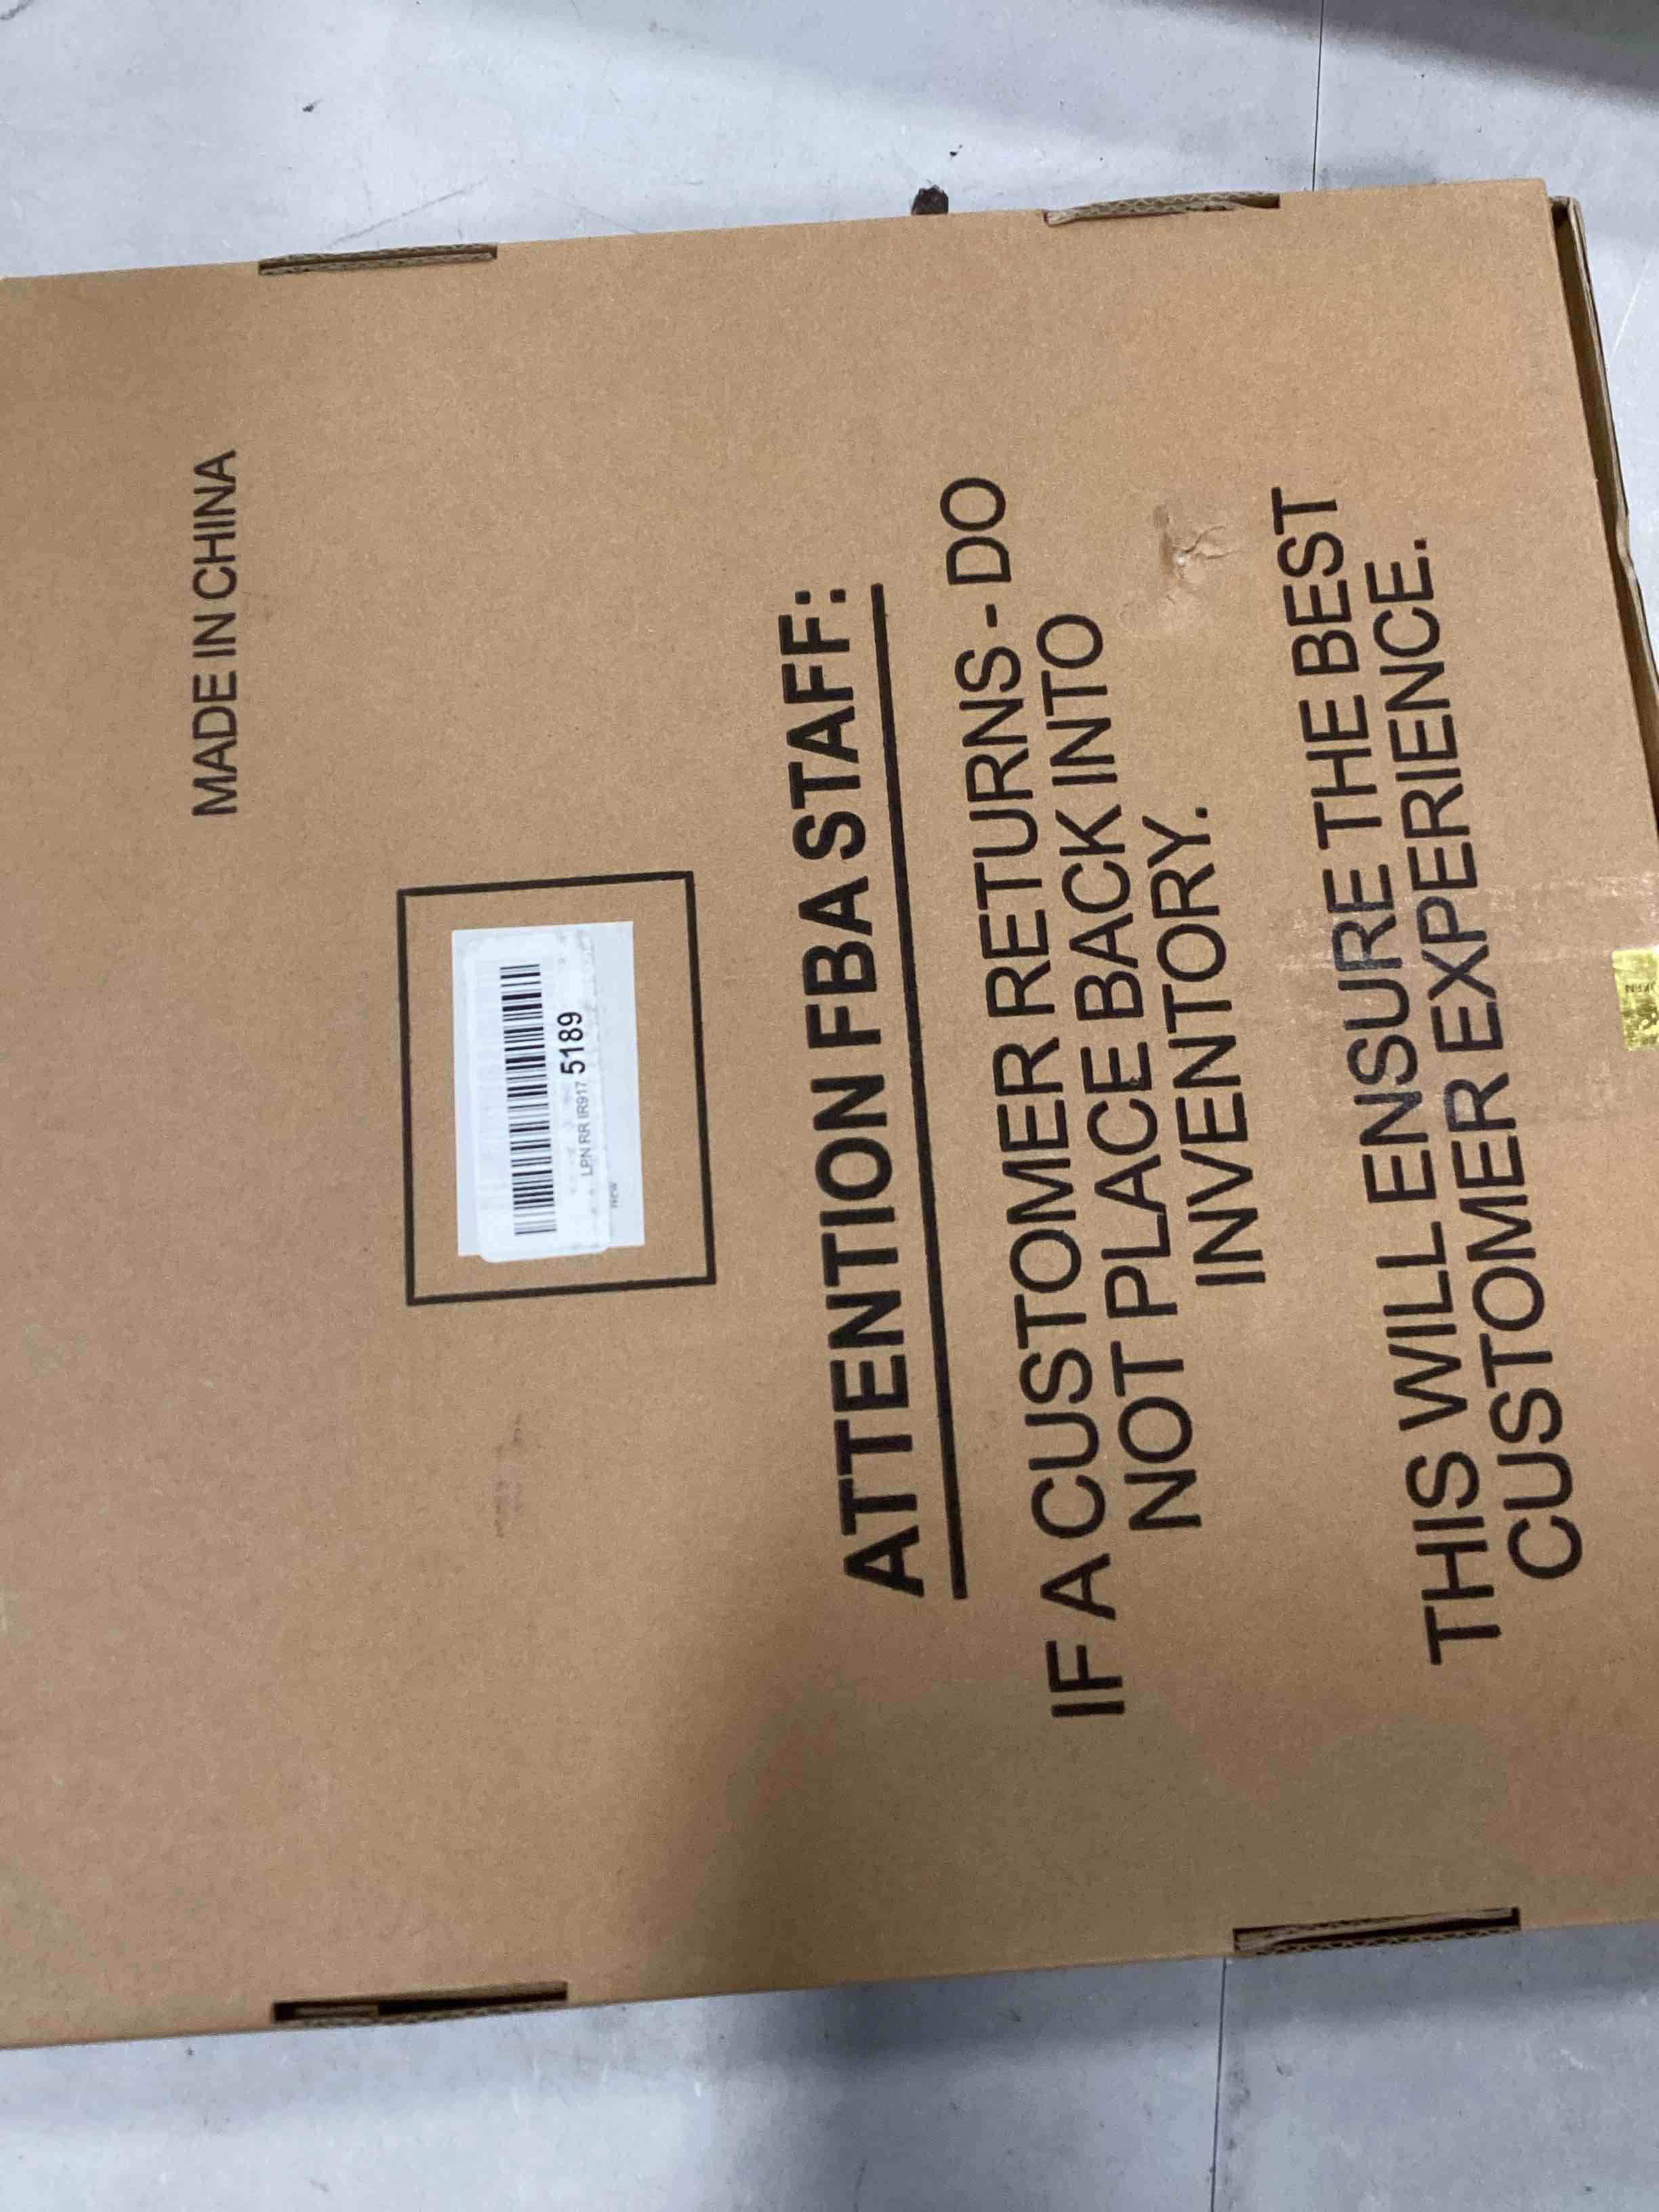 MADE IN CHINA
LPN RR IR917 5189
New
ATTENTION FBA STAFF:
IF A CUSTOMER RETURNS - DO
NOT PLACE BACK INTO
INVENTORY.
THIS WILL ENSURE THE BEST
CUSTOMER EXPERIENCE.